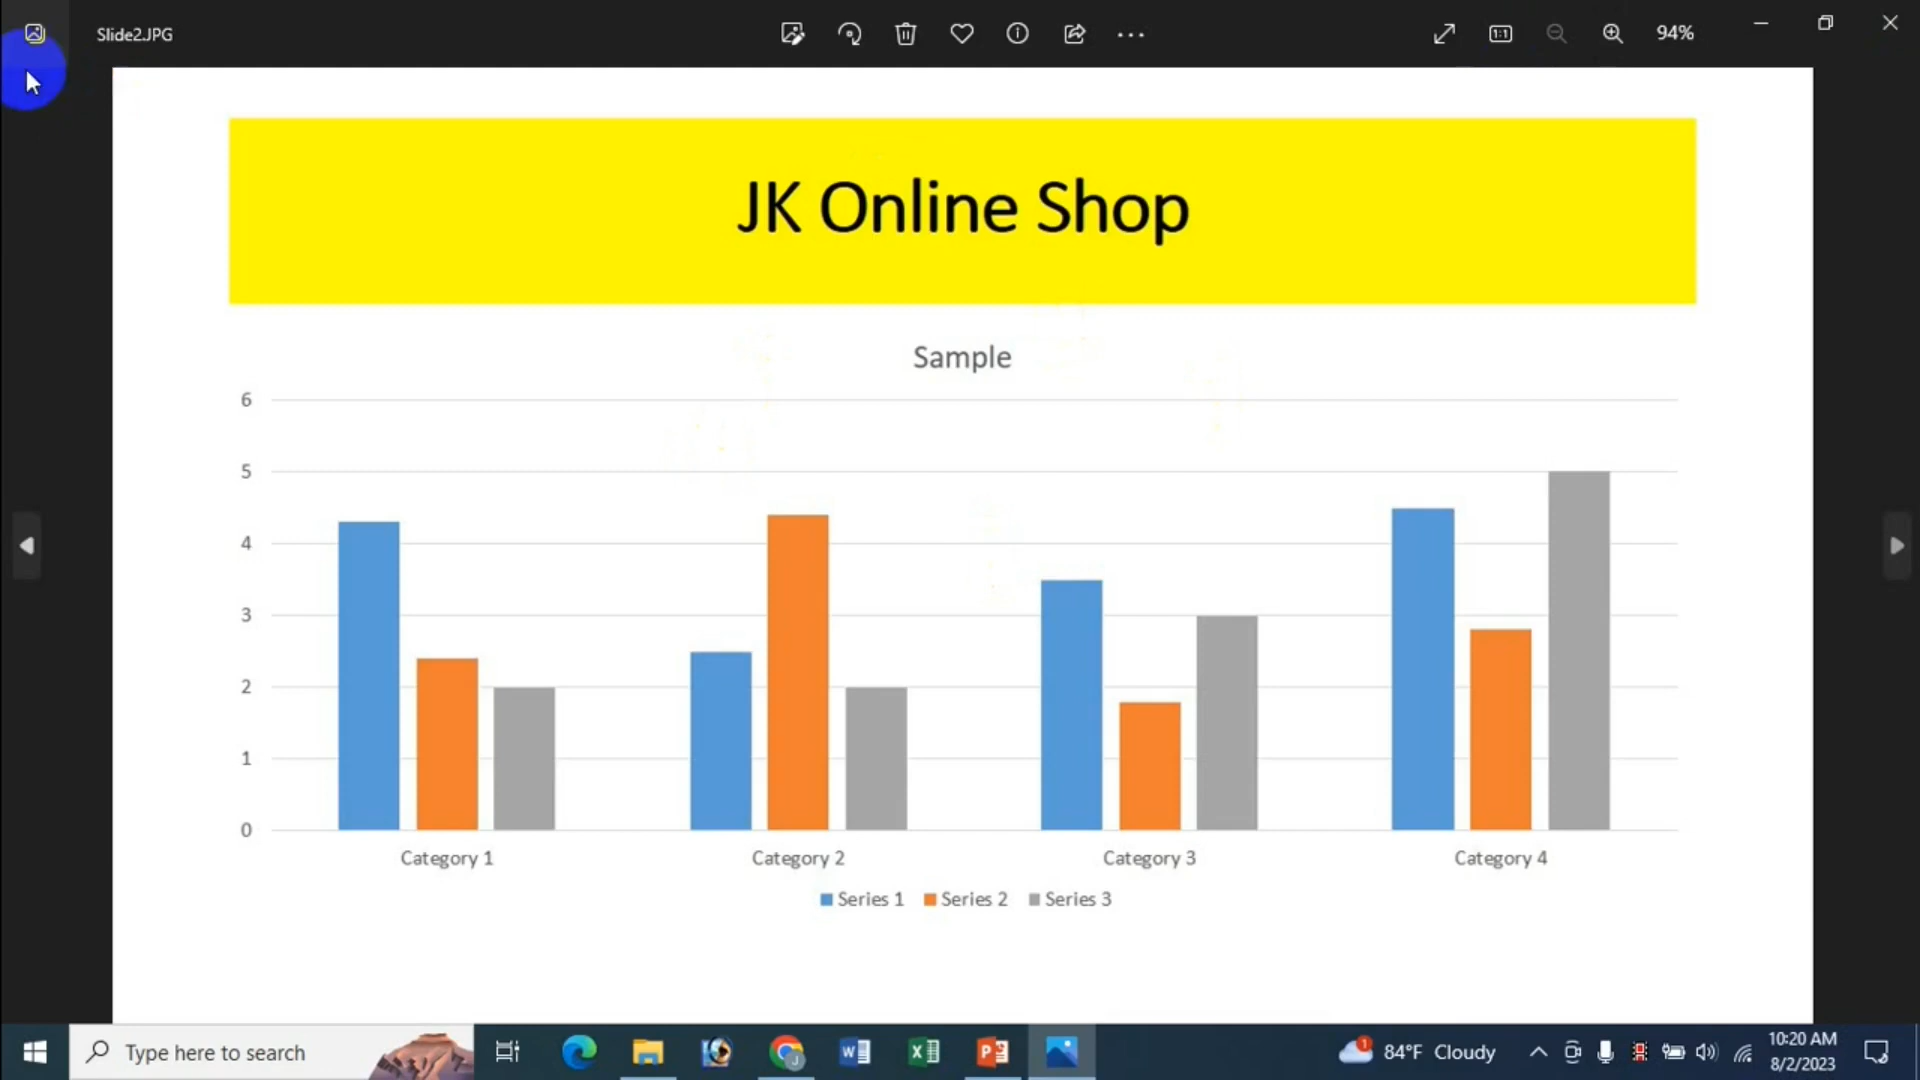 Slide2.JPG
94%
JK Online Shop
Sample
6
5
4
3
2
1
0
Category 1 Category 2 Category 3 Category 4
Series 1 Series 2 Series 3
Type here to search
84°F Cloudy
10:20 AM
8/2/2023